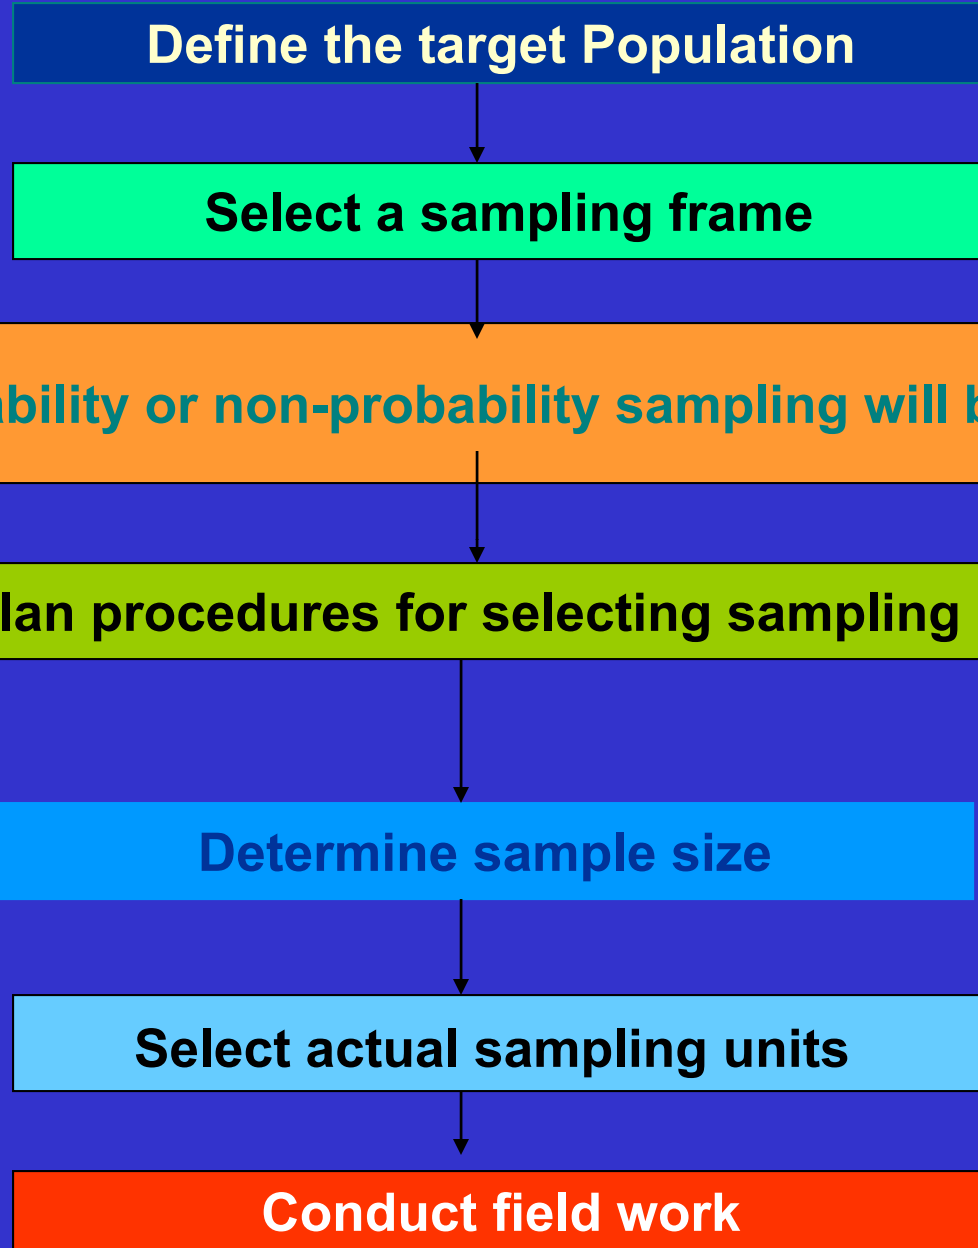 Define the target Population
Select a sampling frame
ability or non-probability sampling will b
lan procedures for selecting sampling
Determine sample size
Select actual sampling units
Conduct field work